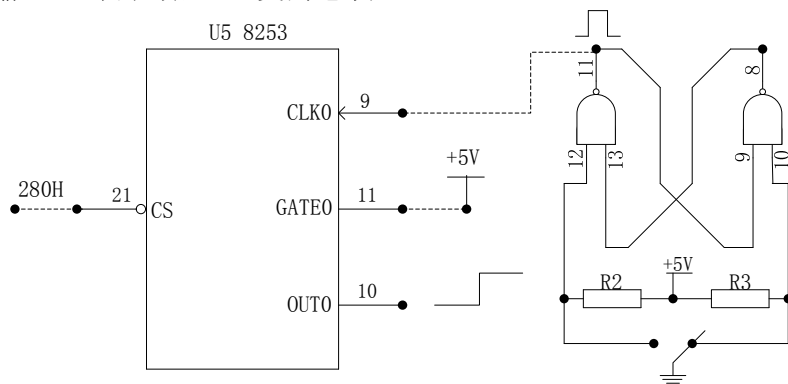 U5 8253
CLK0
9
280H
21
CS
GATE0
11
+5V
OUT0
10
11
12
13
8
9
10
R2
+5V
R3